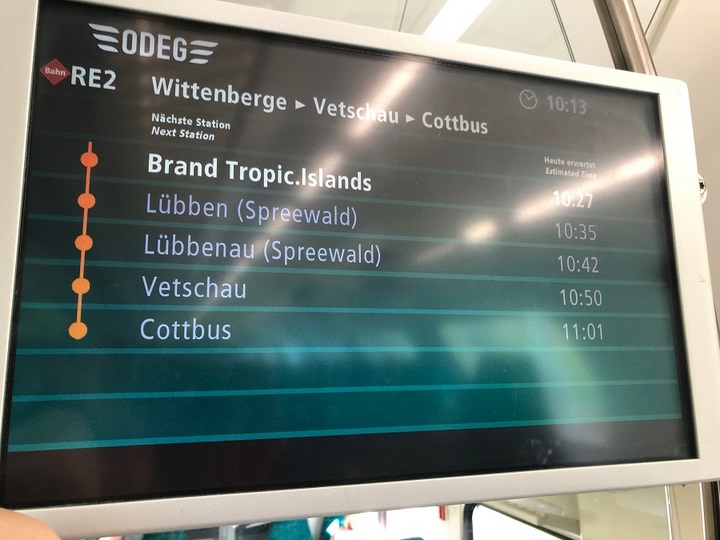 ODEG
Bahn RE2 Wittenberge ▸ Vetschau ▸ Cottbus 10:13
Nächste Station
Next Station
Heute erwartet
Estimated Time
Brand Tropic.Islands 10:27
Lübben (Spreewald) 10:35
Lübbenau (Spreewald) 10:42
Vetschau 10:50
Cottbus 11:01